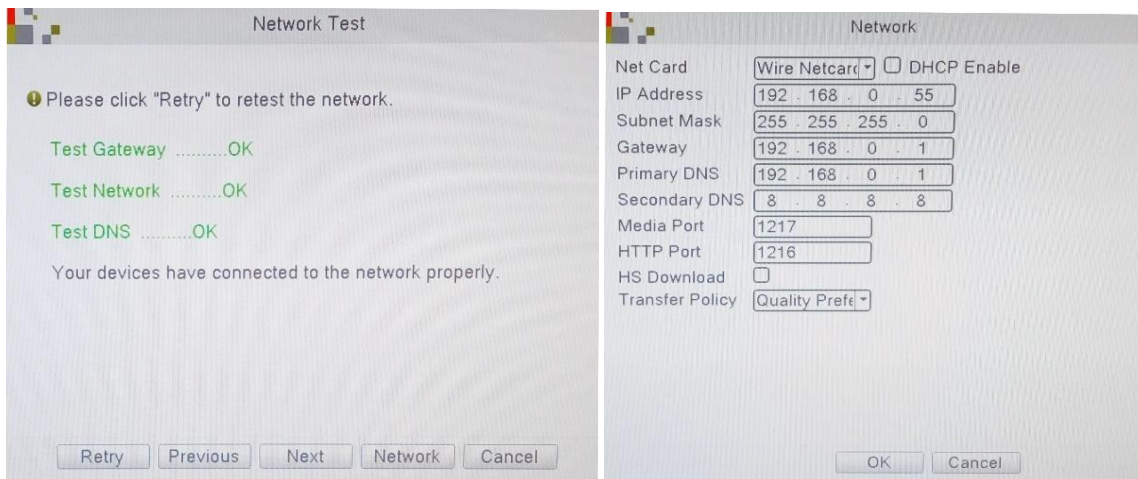 Network Test
Please click "Retry" to retest the network.
Test Gateway ..........OK
Test Network ..........OK
Test DNS ..........OK
Your devices have connected to the network properly.
Retry Previous Next Network Cancel
Network
Net Card Wire Netcard DHCP Enable
IP Address 192 . 168 . 0 . 55
Subnet Mask 255 . 255 . 255 . 0
Gateway 192 . 168 . 0 . 1
Primary DNS 192 . 168 . 0 . 1
Secondary DNS 8 . 8 . 8 . 8
Media Port 1217
HTTP Port 1216
HS Download
Transfer Policy Quality Prefe
OK Cancel